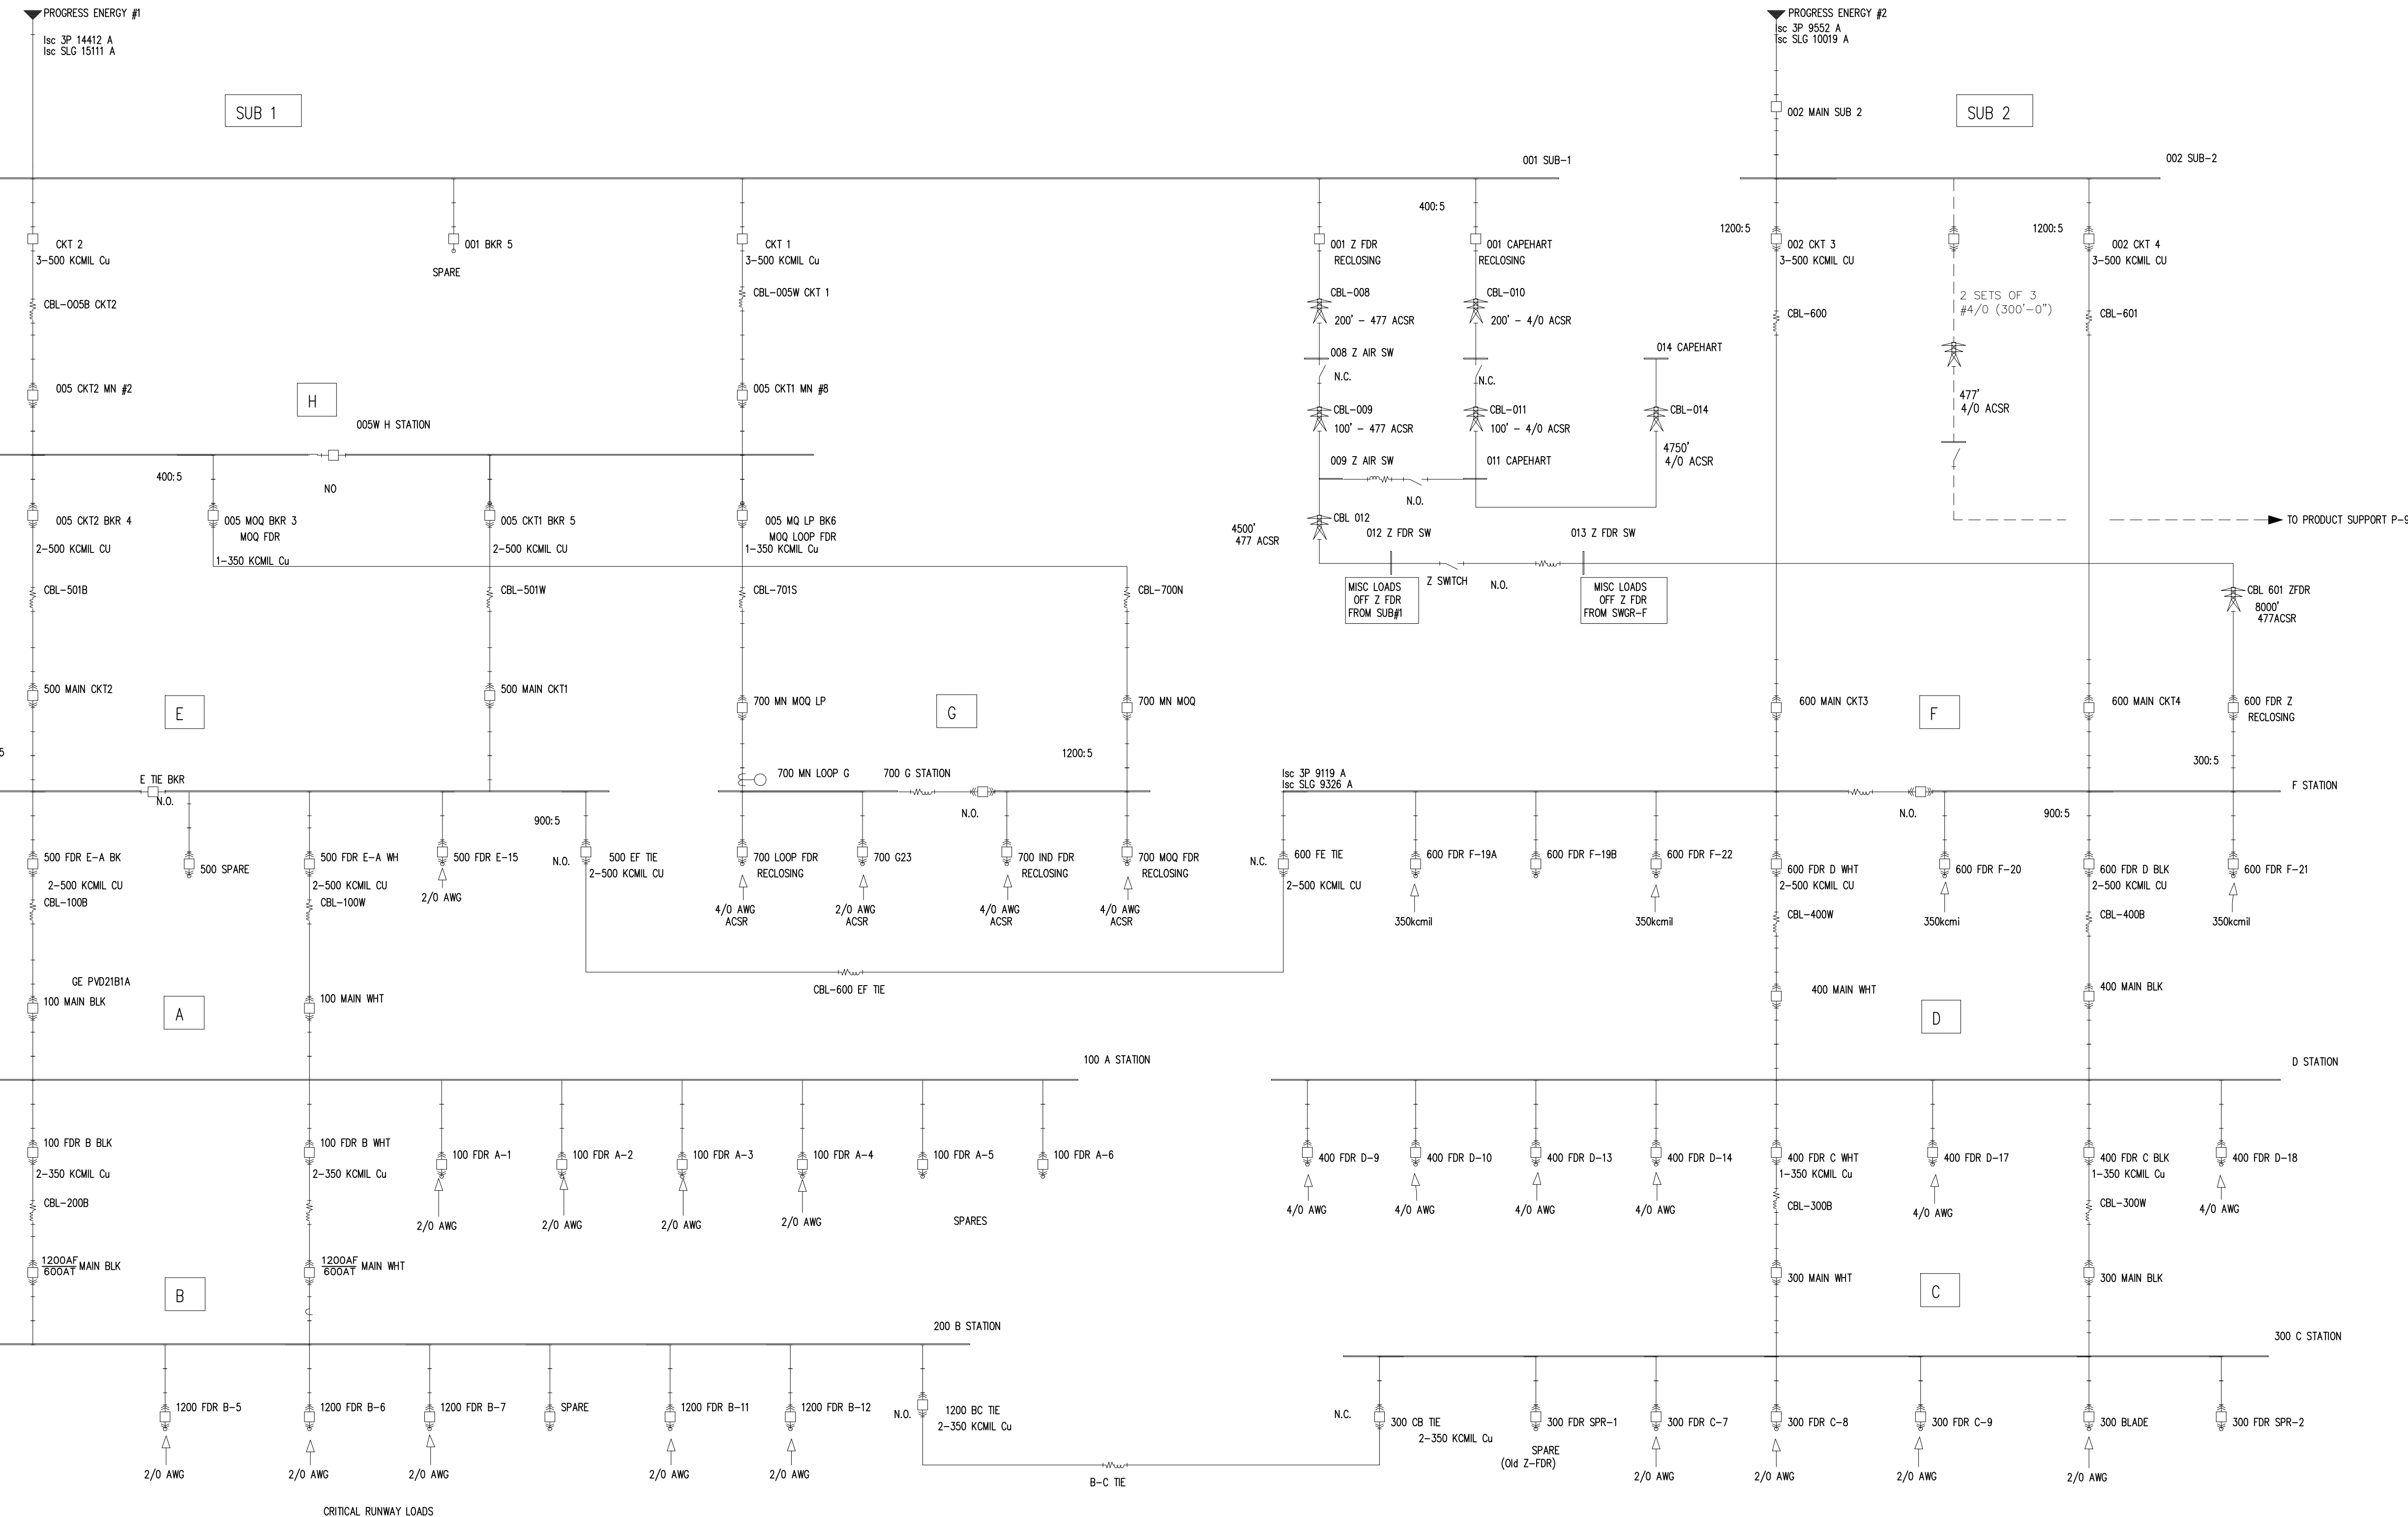 PROGRESS ENERGY #1
Isc 3P 14412 A
Isc SLG 15111 A
SUB 1
PROGRESS ENERGY #2
Isc 3P 9552 A
Isc SLG 10019 A
002 MAIN SUB 2
SUB 2
001 SUB-1
002 SUB-2
400:5
1200:5
1200:5
CKT 2
3-500 KCMIL Cu
001 BKR 5
SPARE
CKT 1
3-500 KCMIL Cu
001 Z FDR
RECLOSING
001 CAPEHART
RECLOSING
002 CKT 3
3-500 KCMIL CU
002 CKT 4
3-500 KCMIL CU
CBL-005B CKT2
CBL-005W CKT 1
CBL-008
200' - 477 ACSR
CBL-010
200' - 4/0 ACSR
CBL-600
2 SETS OF 3
#4/0 (300'-0")
CBL-601
008 Z AIR SW
N.C.
N.C.
014 CAPEHART
005 CKT2 MN #2
H
005W H STATION
005 CKT1 MN #8
CBL-009
100' - 477 ACSR
CBL-011
100' - 4/0 ACSR
CBL-014
4750'
4/0 ACSR
477'
4/0 ACSR
400:5
NO
009 Z AIR SW
011 CAPEHART
N.O.
005 CKT2 BKR 4
2-500 KCMIL CU
005 MOQ BKR 3
MOQ FDR
1-350 KCMIL Cu
005 CKT1 BKR 5
2-500 KCMIL CU
005 MQ LP BK6
MOQ LOOP FDR
1-350 KCMIL Cu
4500'
477 ACSR
CBL 012
012 Z FDR SW
013 Z FDR SW
TO PRODUCT SUPPORT P-9
CBL-501B
CBL-501W
CBL-701S
CBL-700N
MISC LOADS
OFF Z FDR
FROM SUB#1
Z SWITCH
N.O.
MISC LOADS
OFF Z FDR
FROM SWGR-F
CBL 601 ZFDR
8000'
477ACSR
500 MAIN CKT2
E
500 MAIN CKT1
700 MN MOQ LP
G
700 MN MOQ
600 MAIN CKT3
F
600 MAIN CKT4
600 FDR Z
RECLOSING
5
1200:5
300:5
E TIE BKR
N.O.
700 MN LOOP G
700 G STATION
N.O.
Isc 3P 9119 A
Isc SLG 9326 A
F STATION
N.O.
900:5
900:5
500 FDR E-A BK
2-500 KCMIL CU
CBL-100B
500 SPARE
500 FDR E-A WH
2-500 KCMIL CU
CBL-100W
500 FDR E-15
2/0 AWG
N.O.
500 EF TIE
2-500 KCMIL CU
700 LOOP FDR
RECLOSING
4/0 AWG
ACSR
700 G23
2/0 AWG
ACSR
700 IND FDR
RECLOSING
4/0 AWG
ACSR
700 MOQ FDR
RECLOSING
4/0 AWG
ACSR
N.C.
600 FE TIE
2-500 KCMIL CU
600 FDR F-19A
350kcmil
600 FDR F-19B
600 FDR F-22
350kcmil
600 FDR D WHT
2-500 KCMIL CU
CBL-400W
600 FDR F-20
350kcmi
600 FDR D BLK
2-500 KCMIL CU
CBL-400B
600 FDR F-21
350kcmil
GE PVD21B1A
100 MAIN BLK
A
100 MAIN WHT
CBL-600 EF TIE
400 MAIN WHT
D
400 MAIN BLK
100 A STATION
D STATION
100 FDR B BLK
2-350 KCMIL Cu
CBL-200B
100 FDR B WHT
2-350 KCMIL Cu
100 FDR A-1
2/0 AWG
100 FDR A-2
2/0 AWG
100 FDR A-3
2/0 AWG
100 FDR A-4
2/0 AWG
100 FDR A-5
100 FDR A-6
SPARES
400 FDR D-9
4/0 AWG
400 FDR D-10
4/0 AWG
400 FDR D-13
4/0 AWG
400 FDR D-14
4/0 AWG
400 FDR C WHT
1-350 KCMIL Cu
CBL-300B
400 FDR D-17
4/0 AWG
400 FDR C BLK
1-350 KCMIL Cu
CBL-300W
400 FDR D-18
4/0 AWG
1200AF
600AT MAIN BLK
1200AF
600AT MAIN WHT
B
300 MAIN WHT
C
300 MAIN BLK
200 B STATION
300 C STATION
1200 FDR B-5
2/0 AWG
1200 FDR B-6
2/0 AWG
1200 FDR B-7
2/0 AWG
SPARE
1200 FDR B-11
2/0 AWG
1200 FDR B-12
2/0 AWG
N.O.
1200 BC TIE
2-350 KCMIL Cu
B-C TIE
N.C.
300 CB TIE
2-350 KCMIL Cu
300 FDR SPR-1
SPARE
(Old Z-FDR)
300 FDR C-7
2/0 AWG
300 FDR C-8
2/0 AWG
300 FDR C-9
2/0 AWG
300 BLADE
2/0 AWG
300 FDR SPR-2
CRITICAL RUNWAY LOADS